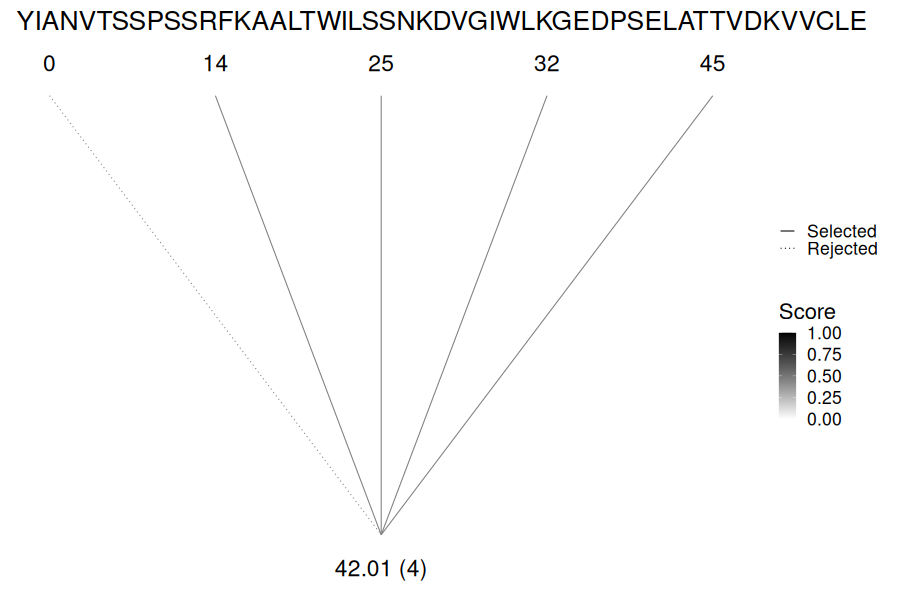 YIANVTSSPSSRFKAALTWILSSNKDVGIWLKGEDPSELATTVDKVVCLE
0 14 25 32 45
Selected
Rejected
Score
1.00
0.75
0.50
0.25
0.00
42.01 (4)